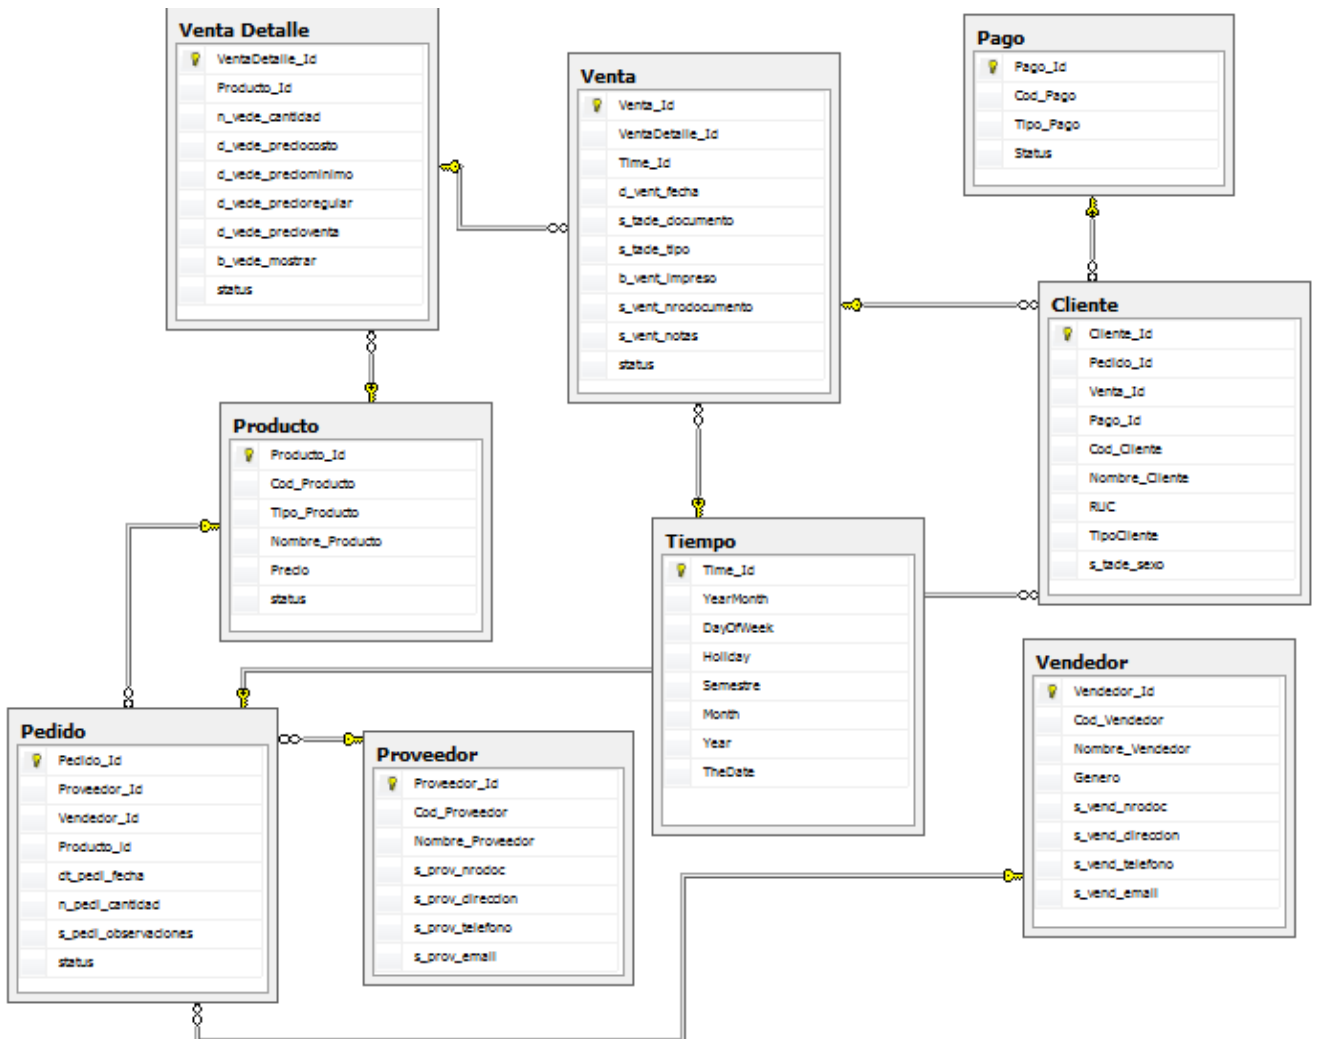 Venta Detalle
VentaDetalle_Id
Producto_Id
n_vede_cantidad
d_vede_preciocosto
d_vede_preciominimo
d_vede_precioregular
d_vede_precioventa
b_vede_mostrar
status
Venta
Venta_Id
VentaDetalle_Id
Time_Id
d_vent_fecha
s_tade_documento
s_tade_tipo
b_vent_impreso
s_vent_nrodocumento
s_vent_notas
status
Pago
Pago_Id
Cod_Pago
Tipo_Pago
Status
Cliente
Cliente_Id
Pedido_Id
Venta_Id
Pago_Id
Cod_Cliente
Nombre_Cliente
RUC
TipoCliente
s_tade_sexo
Producto
Producto_Id
Cod_Producto
Tipo_Producto
Nombre_Producto
Precio
status
Tiempo
Time_Id
YearMonth
DayOfWeek
Holiday
Semestre
Month
Year
TheDate
Vendedor
Vendedor_Id
Cod_Vendedor
Nombre_Vendedor
Genero
s_vend_nrodoc
s_vend_direccion
s_vend_telefono
s_vend_email
Pedido
Pedido_Id
Proveedor_Id
Vendedor_Id
Producto_Id
dt_pedi_fecha
n_pedi_cantidad
s_pedi_observaciones
status
Proveedor
Proveedor_Id
Cod_Proveedor
Nombre_Proveedor
s_prov_nrodoc
s_prov_direccion
s_prov_telefono
s_prov_email